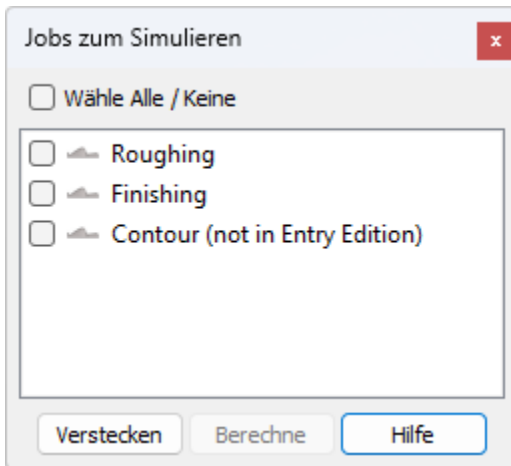 Jobs zum Simulieren
x
Wähle Alle / Keine
Roughing
Finishing
Contour (not in Entry Edition)
Verstecken Berechne Hilfe